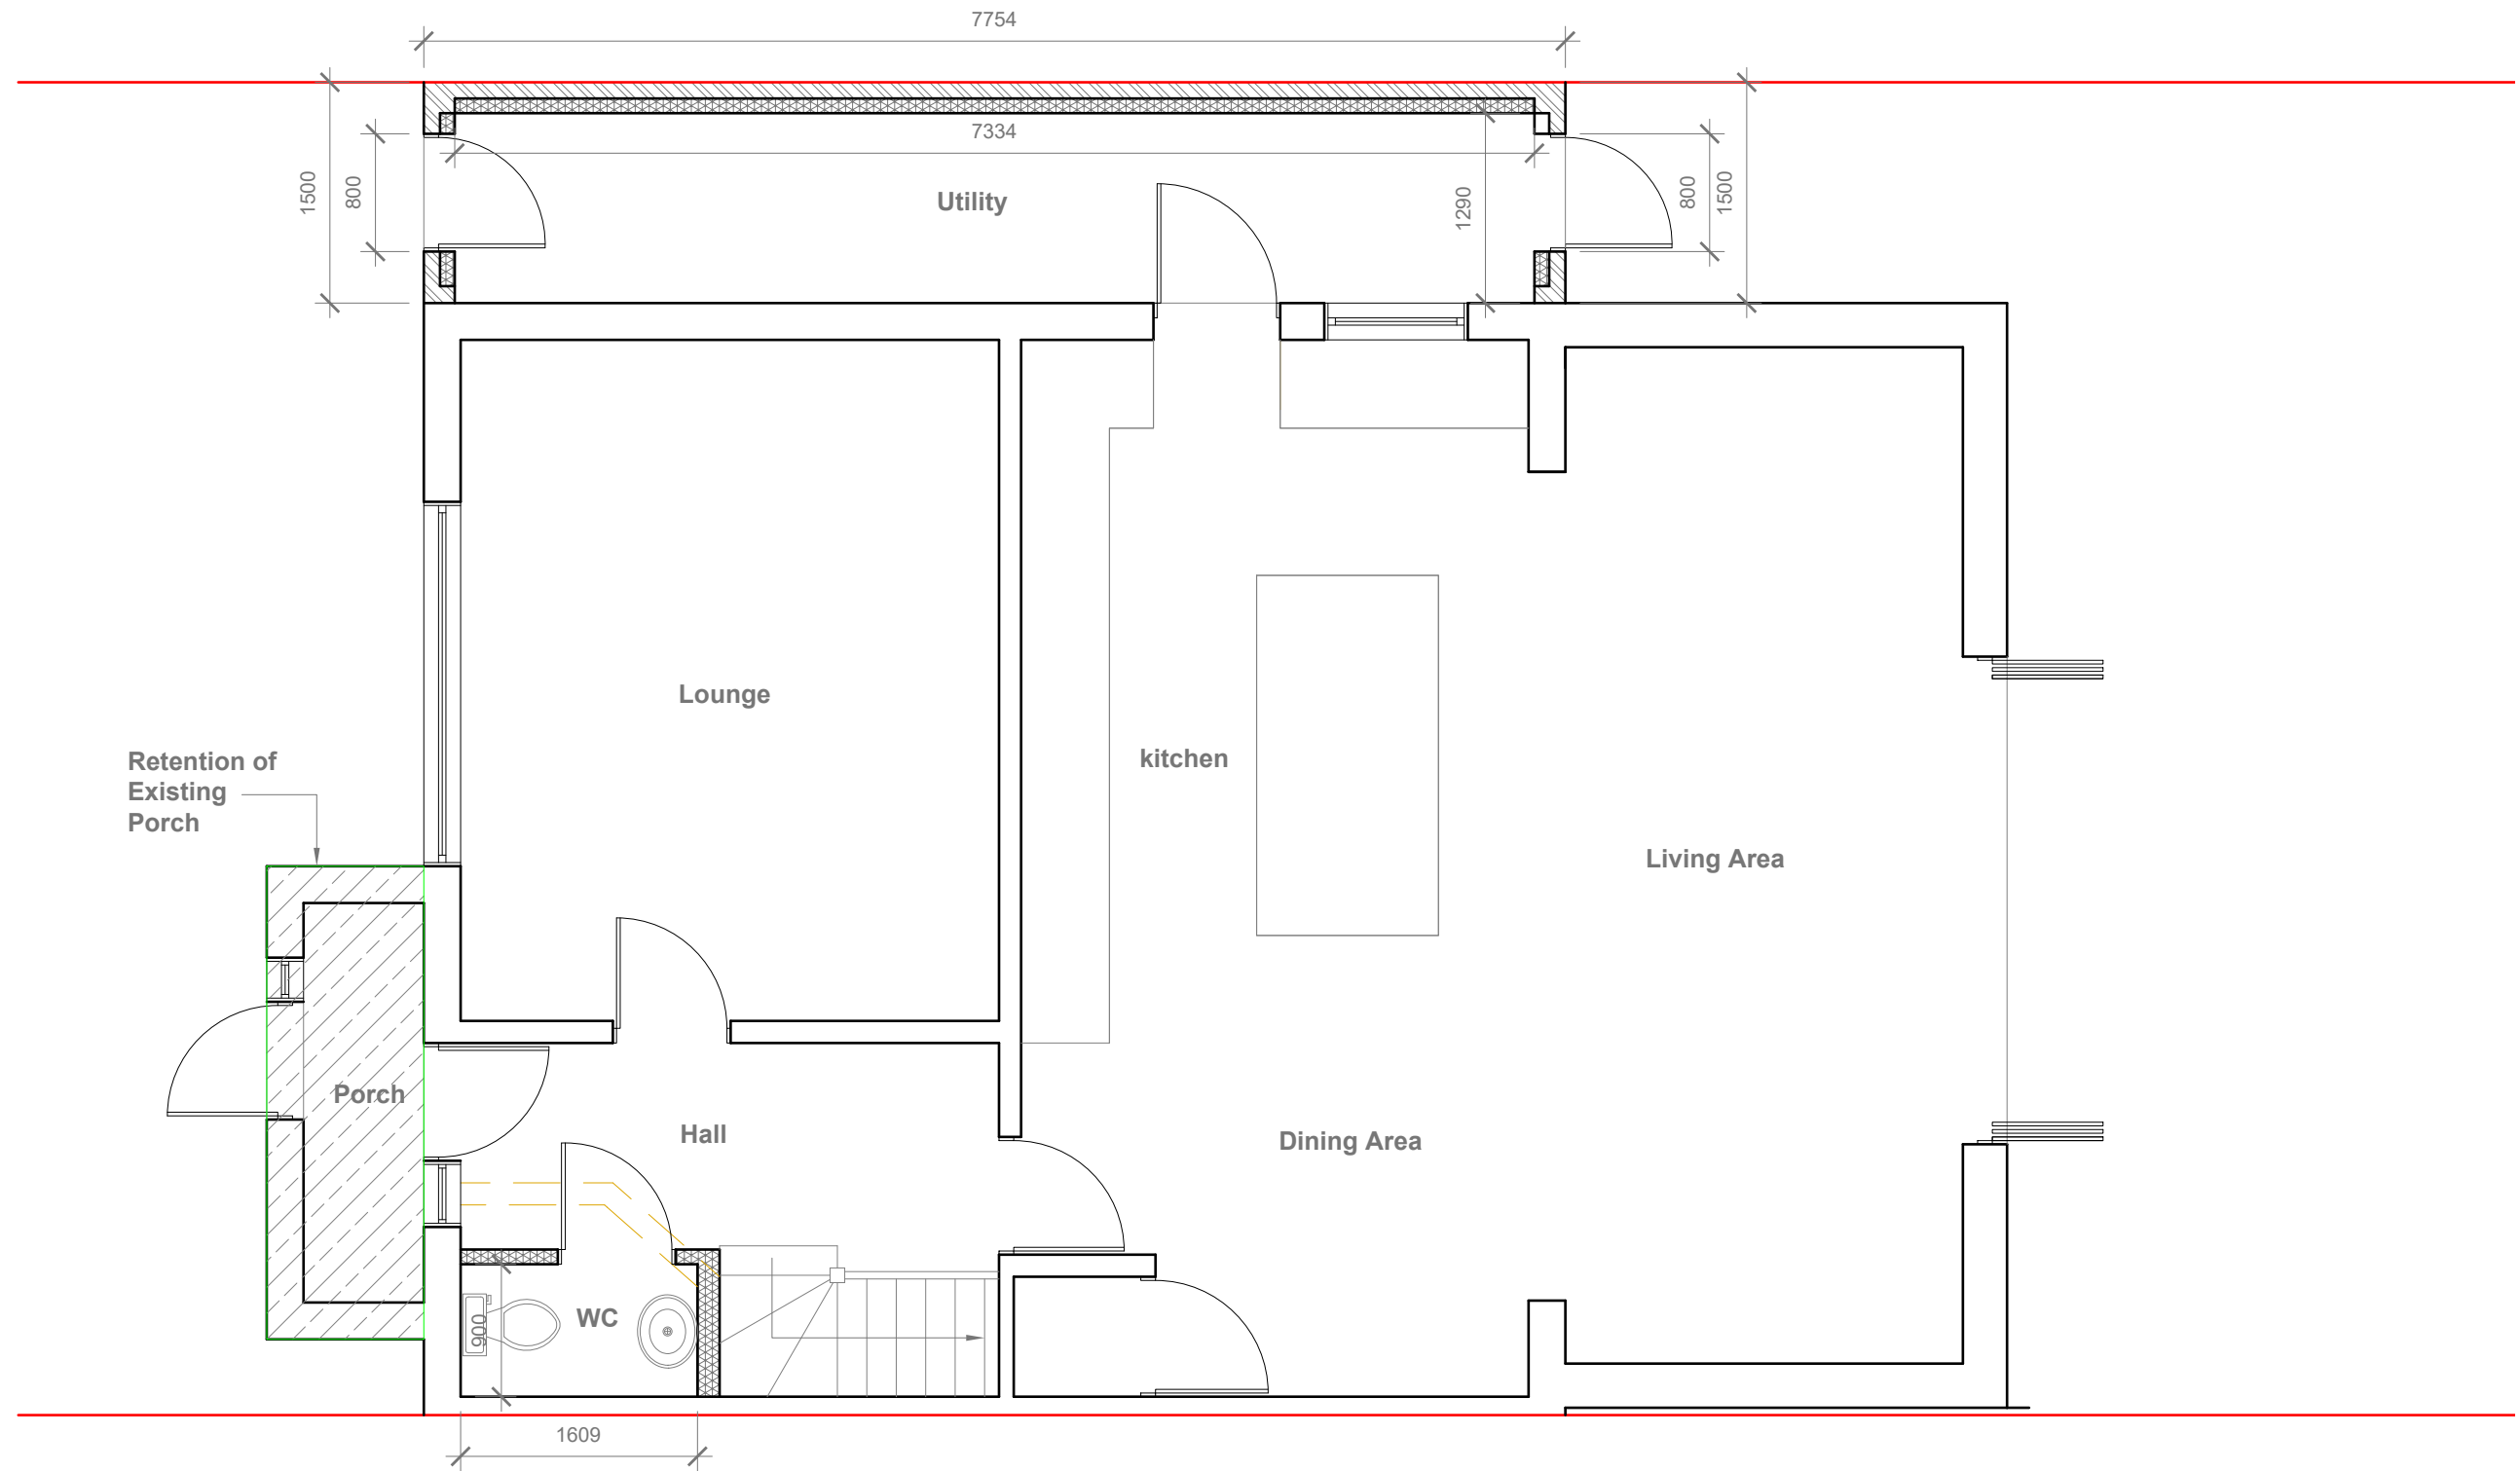 7754
7334
1500
800
Utility
1290
800
1500
Lounge
Retention of
Existing
Porch
kitchen
Living Area
Porch
Hall
Dining Area
900
WC
1609